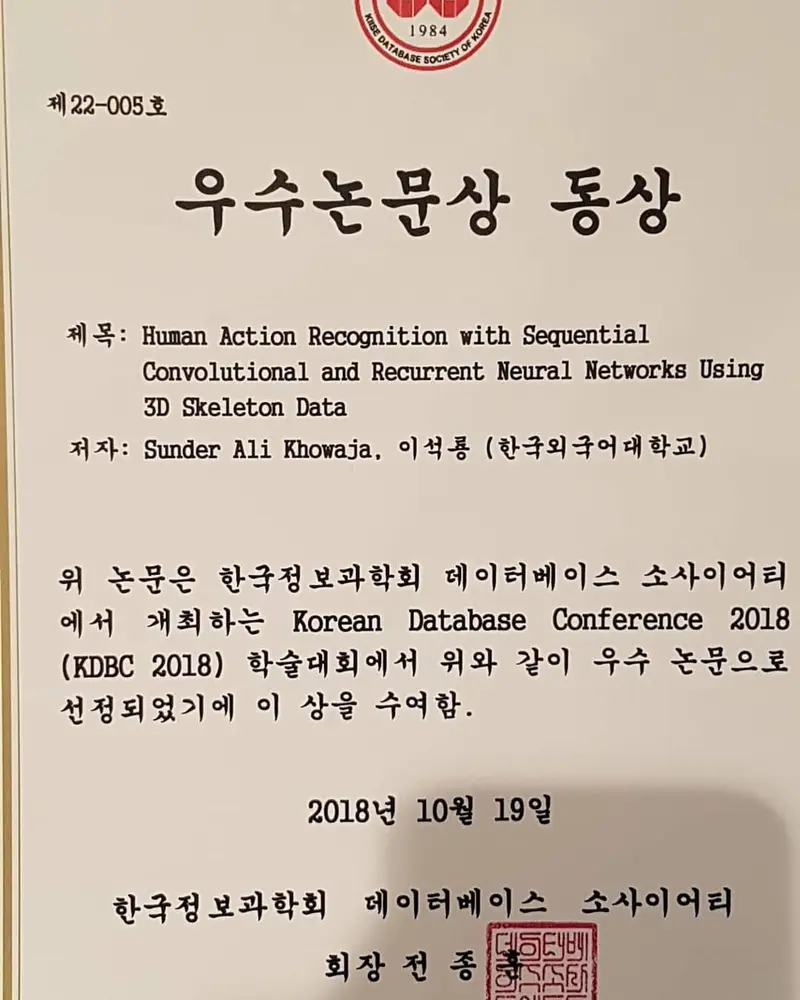 1984
KIISE DATABASE SOCIETY OF KOREA
제22-005호
우수논문상 동상
제목: Human Action Recognition with Sequential
Convolutional and Recurrent Neural Networks Using
3D Skeleton Data
저자: Sunder Ali Khowaja, 이석룡 (한국외국어대학교)
위 논문은 한국정보과학회 데이터베이스 소사이어티
에서 개최하는 Korean Database Conference 2018
(KDBC 2018) 학술대회에서 위와 같이 우수 논문으로
선정되었기에 이 상을 수여함.
2018년 10월 19일
한국정보과학회 데이터베이스 소사이어티
회장 전 종 훈